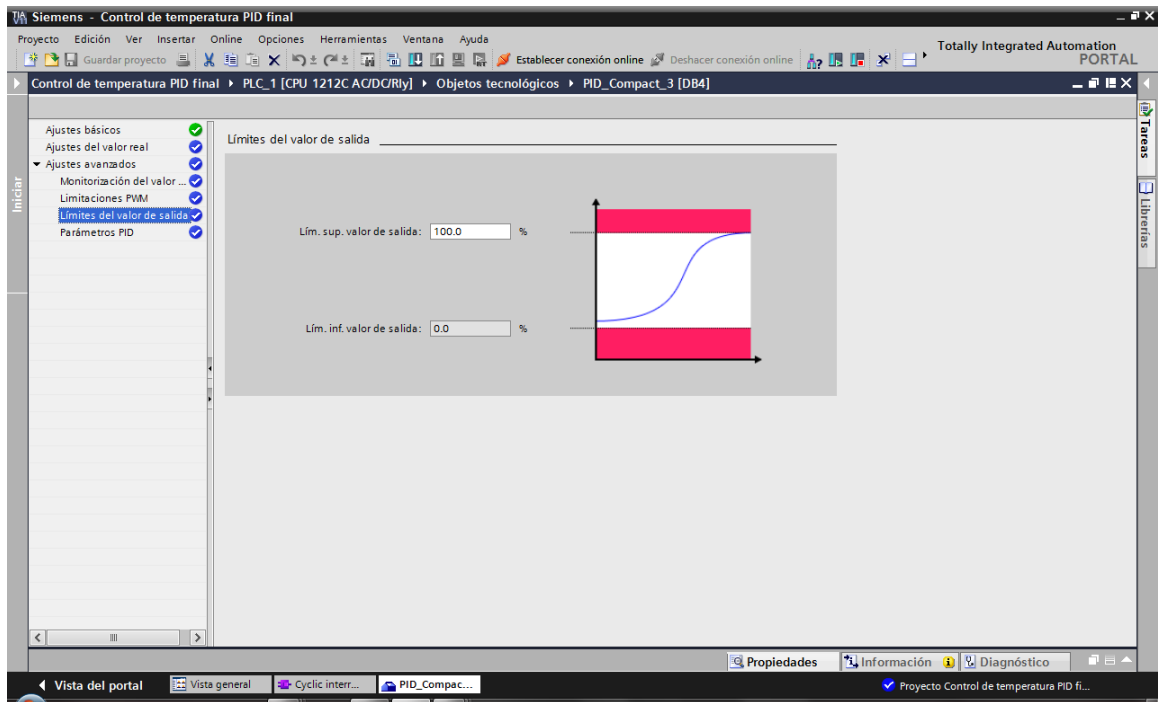 Siemens - Control de temperatura PID final
Proyecto Edición Ver Insertar Online Opciones Herramientas Ventana Ayuda
Totally Integrated Automation
PORTAL
Guardar proyecto Establecer conexión online Deshacer conexión online
Control de temperatura PID final PLC_1 [CPU 1212C AC/DC/Rly] Objetos tecnológicos PID_Compact_3 [DB4]
Iniciar
Ajustes básicos
Ajustes del valor real
Ajustes avanzados
Monitorización del valor ...
Limitaciones PWM
Límites del valor de salida
Parámetros PID
Límites del valor de salida
Lím. sup. valor de salida: 100.0 %
Lím. inf. valor de salida: 0.0 %
Tareas
Librerías
Propiedades Información Diagnóstico
Vista del portal Vista general Cyclic interr... PID_Compac... Proyecto Control de temperatura PID fi...